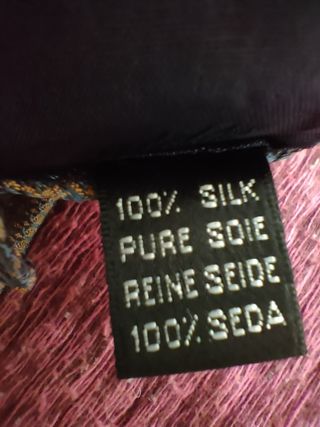 100% SILK
PURE SOIE
REINE SEIDE
100% SEDA